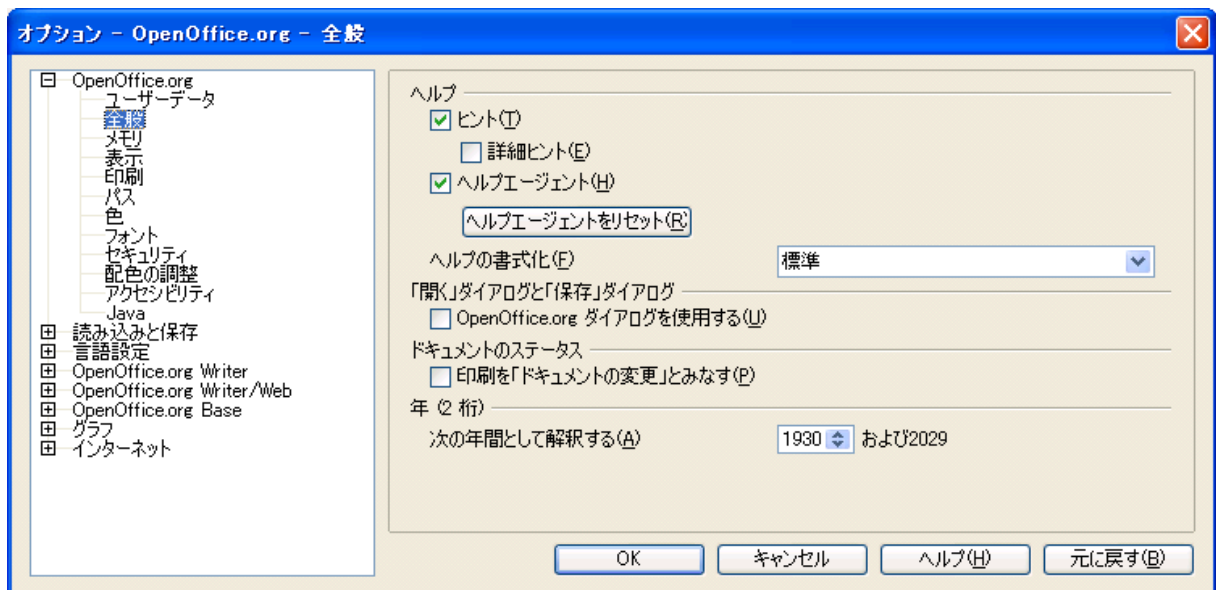 オプション - OpenOffice.org - 全般
OpenOffice.org
ユーザーデータ
全般
メモリ
表示
印刷
パス
色
フォント
セキュリティ
配色の調整
アクセシビリティ
Java
読み込みと保存
言語設定
OpenOffice.org Writer
OpenOffice.org Writer/Web
OpenOffice.org Base
グラフ
インターネット
ヘルプ
ヒント(T)
詳細ヒント(E)
ヘルプエージェント(H)
ヘルプエージェントをリセット(R)
ヘルプの書式化(F) 標準
「開く」ダイアログと「保存」ダイアログ
OpenOffice.org ダイアログを使用する(U)
ドキュメントのステータス
印刷を「ドキュメントの変更」とみなす(P)
年 (2 桁)
次の年間として解釈する(A) 1930 および2029
OK キャンセル ヘルプ(H) 元に戻す(B)